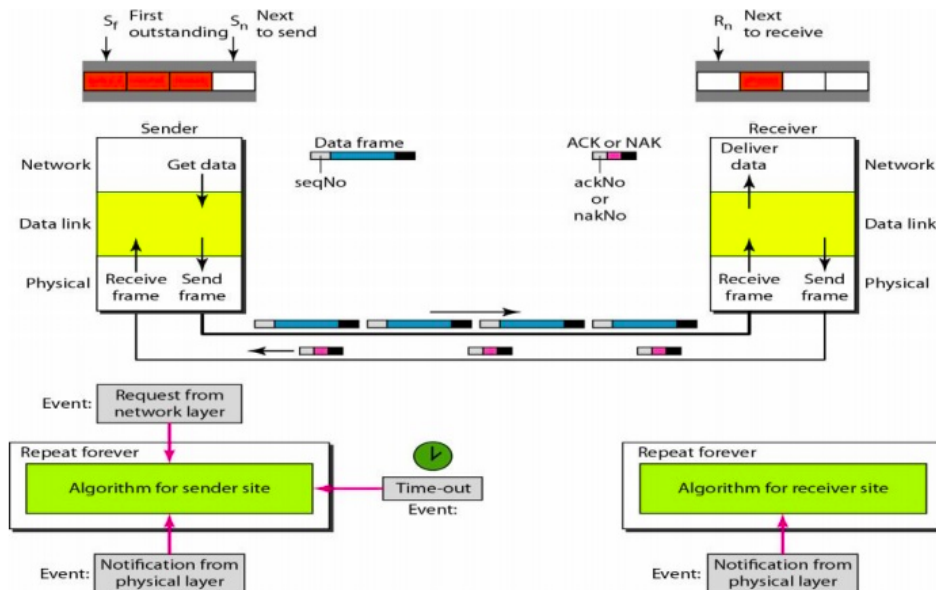 Sf First outstanding
Sn Next to send
Rn Next to receive
Sender
Receiver
Network
Data link
Physical
Get data
Receive frame
Send frame
Data frame
seqNo
ACK or NAK
ackNo
or
nakNo
Deliver
data
Receive frame
Send frame
Network
Data link
Physical
Event:
Request from
network layer
Repeat forever
Algorithm for sender site
Time-out
Event:
Event:
Notification from
physical layer
Repeat forever
Algorithm for receiver site
Event:
Notification from
physical layer